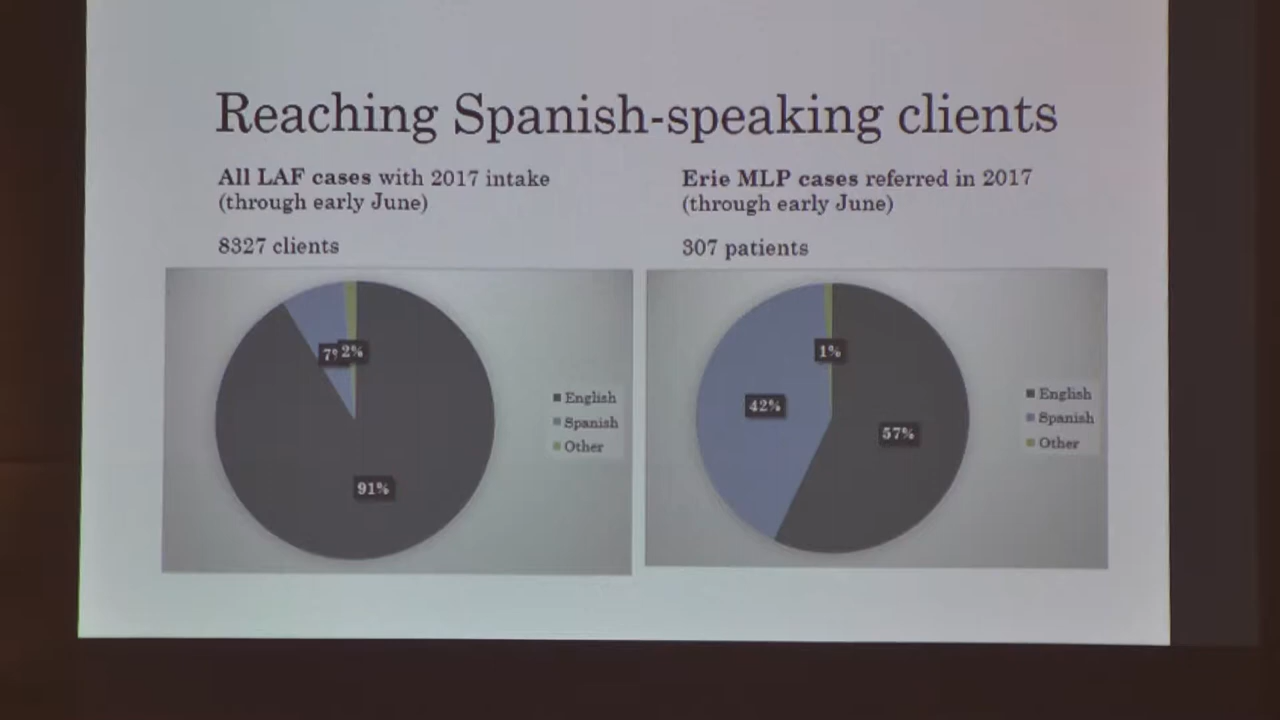 Reaching Spanish-speaking clients
All LAF cases with 2017 intake
(through early June)
8327 clients
7%
2%
91%
English
Spanish
Other
Erie MLP cases referred in 2017
(through early June)
307 patients
1%
42%
57%
English
Spanish
Other